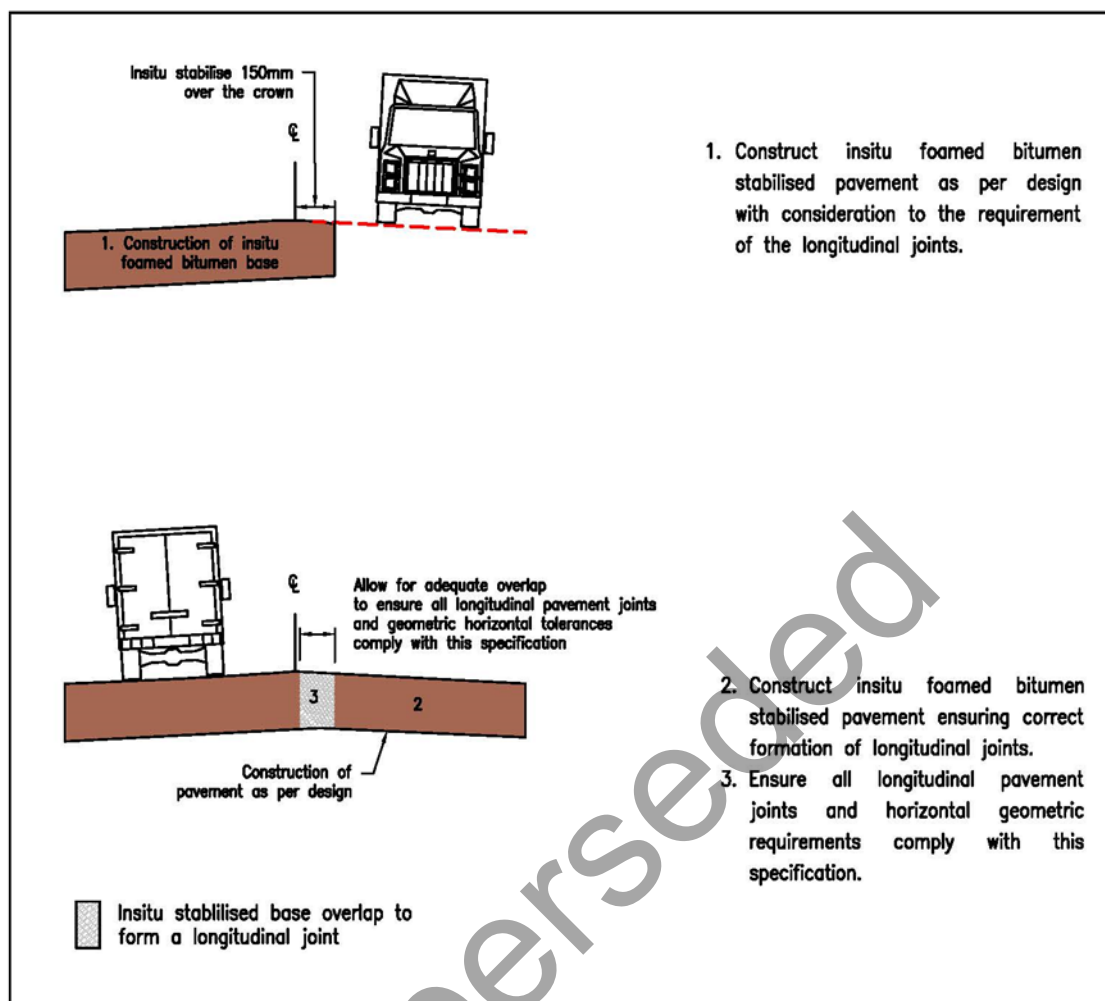 Insitu stabilise 150mm
over the crown
℄
1. Construction of insitu
foamed bitumen base
1. Construct insitu foamed bitumen
stabilised pavement as per design
with consideration to the requirement
of the longitudinal joints.
℄
Allow for adequate overlap
to ensure all longitudinal pavement joints
and geometric horizontal tolerances
comply with this specification
3
2
Construction of
pavement as per design
2. Construct insitu foamed bitumen
stabilised pavement ensuring correct
formation of longitudinal joints.
3. Ensure all longitudinal pavement
joints and horizontal geometric
requirements comply with this
specification.
Insitu stablilised base overlap to
form a longitudinal joint
perseded